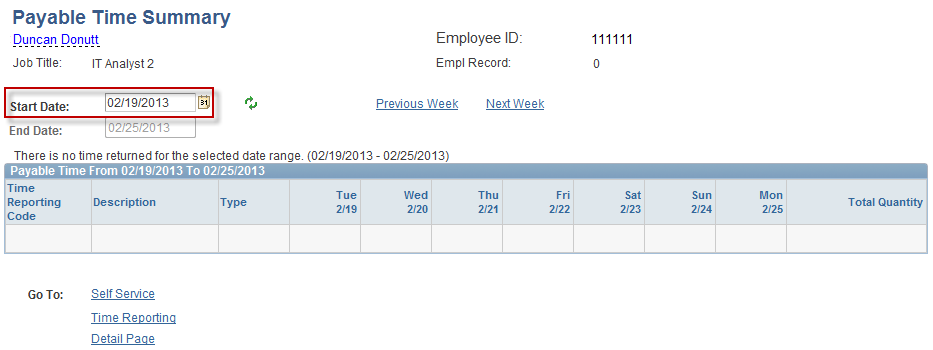 Payable Time Summary
Duncan Donutt Employee ID: 111111
Job Title: IT Analyst 2 Empl Record: 0
Start Date: 02/19/2013 31 Previous Week Next Week
End Date: 02/25/2013
There is no time returned for the selected date range. (02/19/2013 - 02/25/2013)
Payable Time From 02/19/2013 To 02/25/2013
Time Reporting Code Description Type Tue 2/19 Wed 2/20 Thu 2/21 Fri 2/22 Sat 2/23 Sun 2/24 Mon 2/25 Total Quantity
Go To: Self Service
Time Reporting
Detail Page